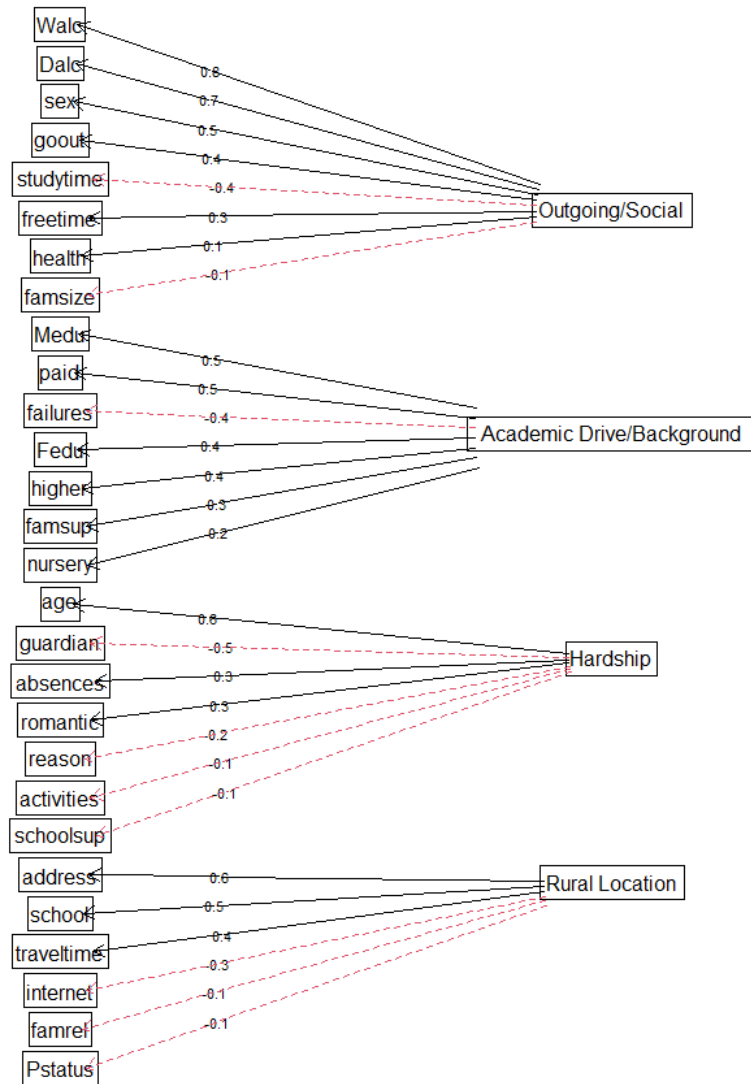 Walc
Dalc
sex
goout
studytime
freetime
health
famsize
Medu
paid
failures
Fedu
higher
famsup
nursery
age
guardian
absences
romantic
reason
activities
schoolsup
address
school
traveltime
internet
famrel
Pstatus
0.8
0.7
0.5
0.4
-0.4
0.3
0.1
-0.1
0.5
0.5
-0.4
0.4
0.4
0.3
0.2
0.6
-0.5
0.3
0.3
-0.2
-0.1
-0.1
0.6
0.5
0.4
-0.3
-0.1
-0.1
Outgoing/Social
Academic Drive/Background
Hardship
Rural Location